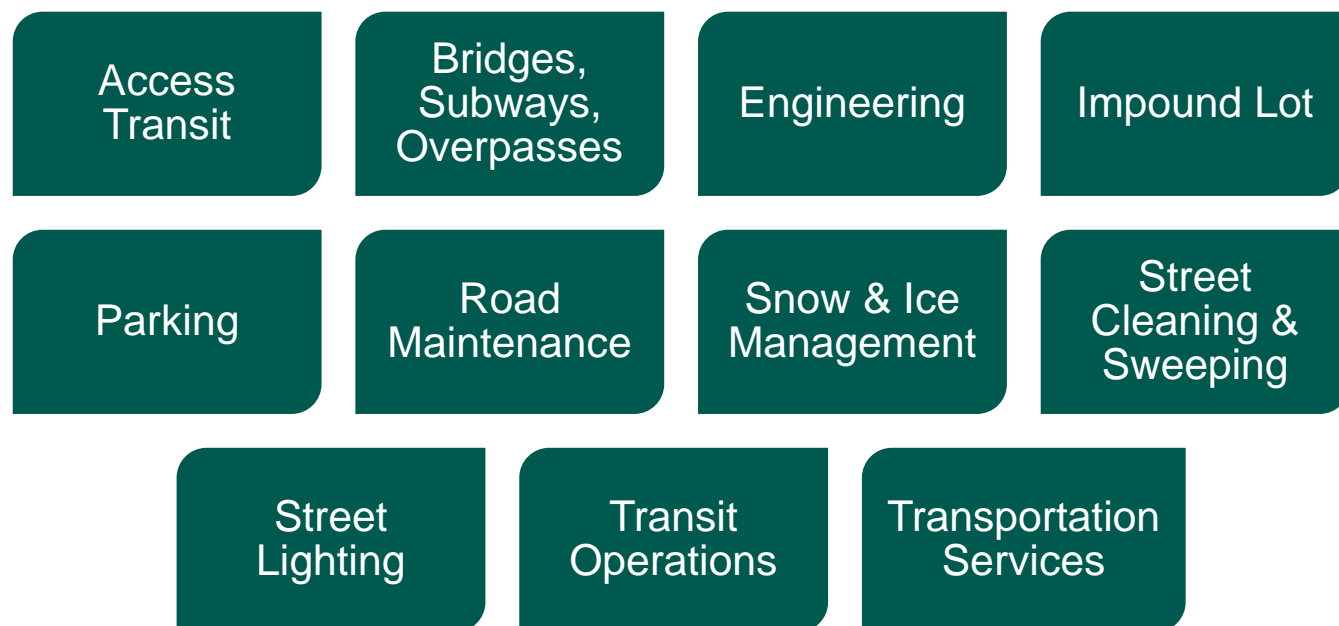 Access
Transit
Bridges,
Subways,
Overpasses
Engineering
Impound Lot
Parking
Road
Maintenance
Snow & Ice
Management
Street
Cleaning &
Sweeping
Street
Lighting
Transit
Operations
Transportation
Services